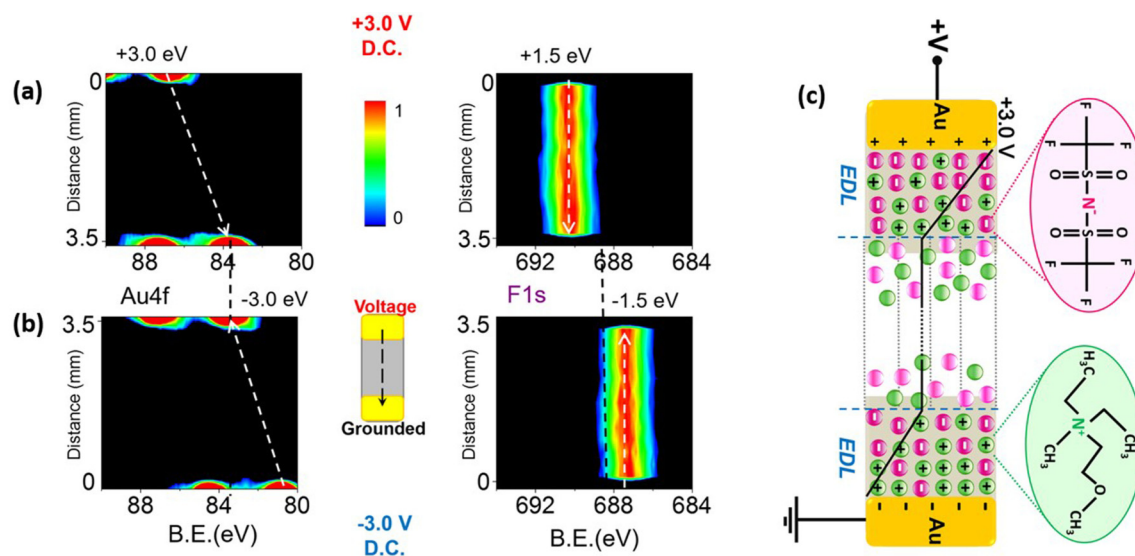 +3.0 V
D.C.
+3.0 eV
+1.5 eV
(a)
0
Distance (mm)
3.5
88
84
80
1
0
0
Distance (mm)
3.5
692
688
684
Au4f
-3.0 eV
F1s
-1.5 eV
(b)
3.5
Distance (mm)
0
88
84
80
B.E.(eV)
Voltage
Grounded
-3.0 V
D.C.
3.5
Distance (mm)
0
692
688
684
B.E.(eV)
(c)
+V
Au
+3.0 V
+ + + + +
EDL
EDL
- - - - -
Au
F
F F
O O
S
O O
N⁻
O O
S
O O
F F
F
H₃C
N⁺
CH₃
CH₃
O
CH₃